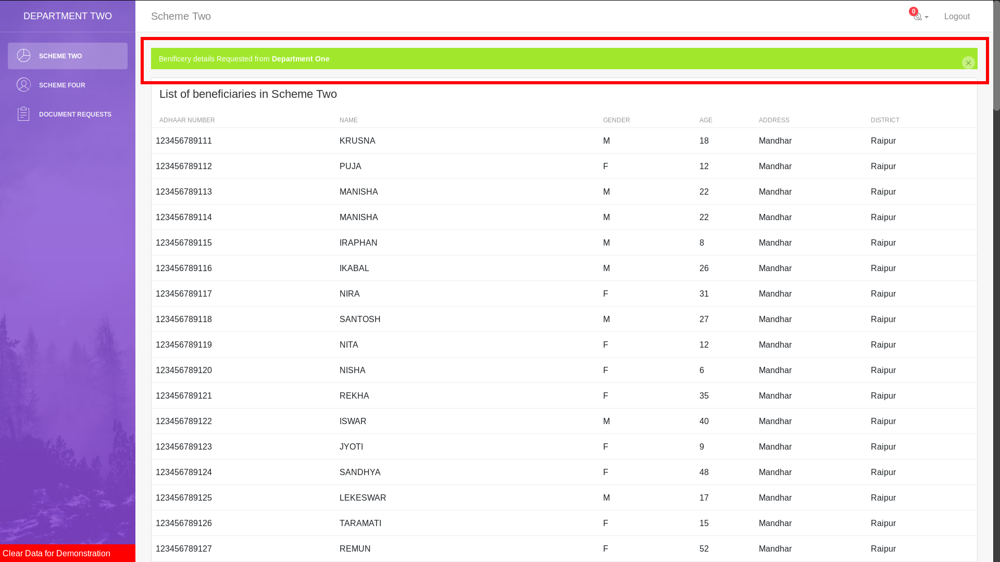 DEPARTMENT TWO
Scheme Two
0
Logout
SCHEME TWO
SCHEME FOUR
DOCUMENT REQUESTS
Clear Data for Demonstration
Benificery details Requested from Department One
List of beneficiaries in Scheme Two
ADHAAR NUMBER NAME GENDER AGE ADDRESS DISTRICT
123456789111 KRUSNA M 18 Mandhar Raipur
123456789112 PUJA F 12 Mandhar Raipur
123456789113 MANISHA M 22 Mandhar Raipur
123456789114 MANISHA M 22 Mandhar Raipur
123456789115 IRAPHAN M 8 Mandhar Raipur
123456789116 IKABAL M 26 Mandhar Raipur
123456789117 NIRA F 31 Mandhar Raipur
123456789118 SANTOSH M 27 Mandhar Raipur
123456789119 NITA F 12 Mandhar Raipur
123456789120 NISHA F 6 Mandhar Raipur
123456789121 REKHA F 35 Mandhar Raipur
123456789122 ISWAR M 40 Mandhar Raipur
123456789123 JYOTI F 9 Mandhar Raipur
123456789124 SANDHYA F 48 Mandhar Raipur
123456789125 LEKESWAR M 17 Mandhar Raipur
123456789126 TARAMATI F 15 Mandhar Raipur
123456789127 REMUN F 52 Mandhar Raipur